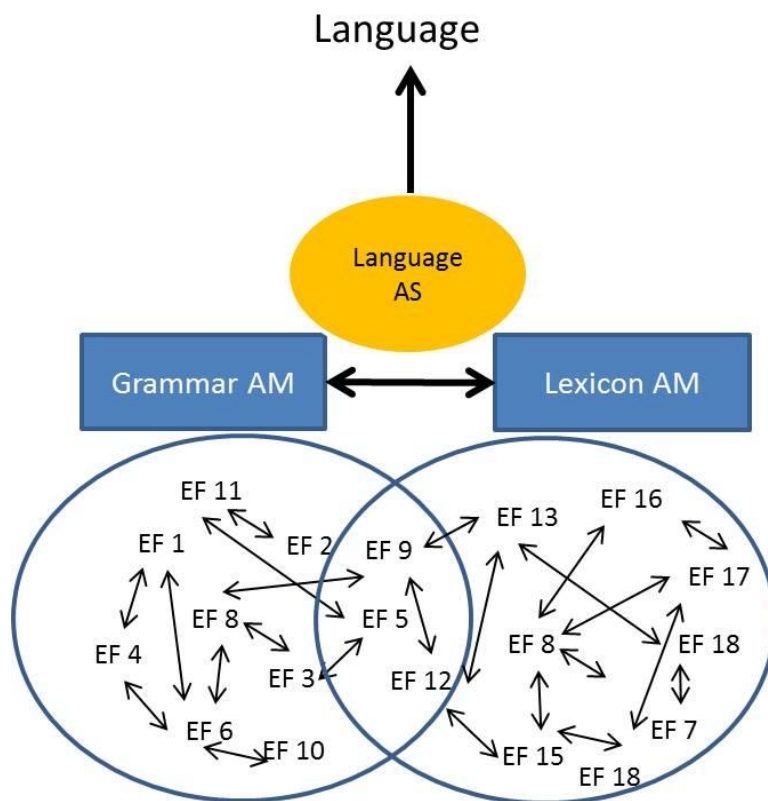 Language
Language
AS
Grammar AM
Lexicon AM
EF 11
EF 16
EF 13
EF 1
EF 2
EF 9
EF 17
EF 8
EF 5
EF 8
EF 18
EF 4
EF 3
EF 12
EF 6
EF 10
EF 7
EF 15
EF 18